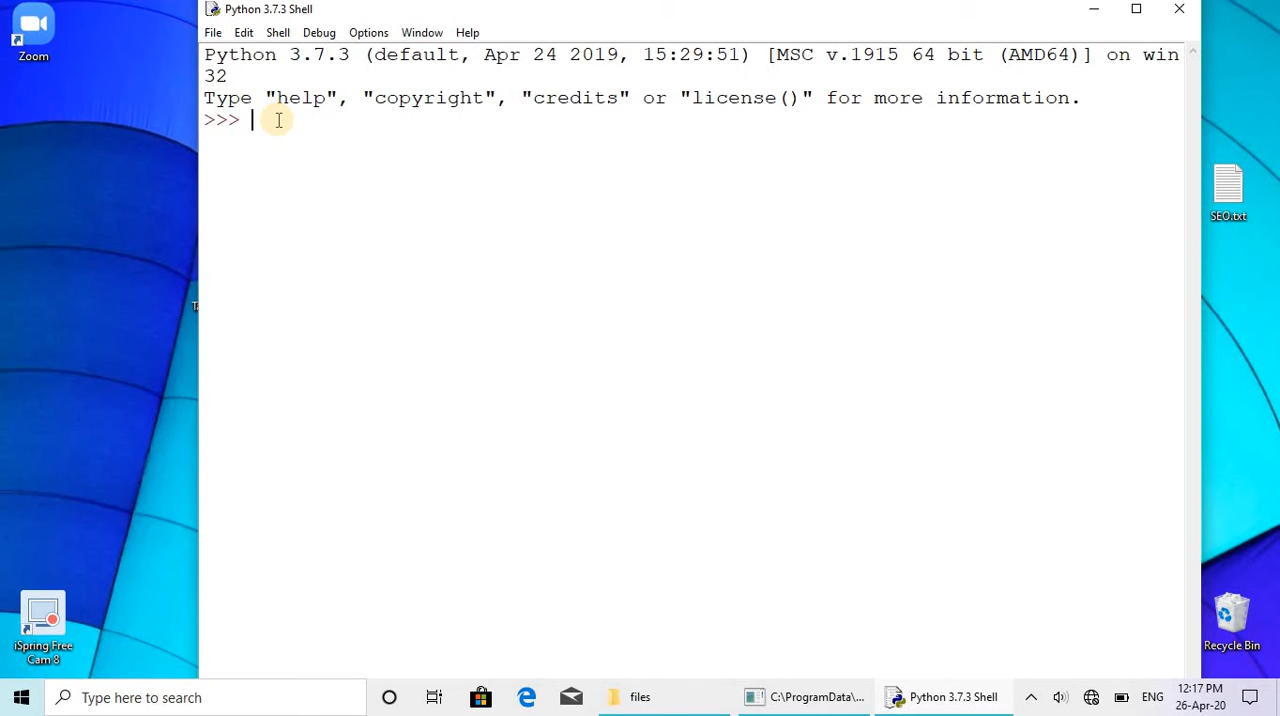 Zoom
Python 3.7.3 Shell
File Edit Shell Debug Options Window Help
Python 3.7.3 (default, Apr 24 2019, 15:29:51) [MSC v.1915 64 bit (AMD64)] on win
32
Type "help", "copyright", "credits" or "license()" for more information.
>>>
SEO.txt
iSpring Free
Cam 8
Recycle Bin
Type here to search
files
C:\ProgramData\...
Python 3.7.3 Shell
ENG
12:17 PM
26-Apr-20